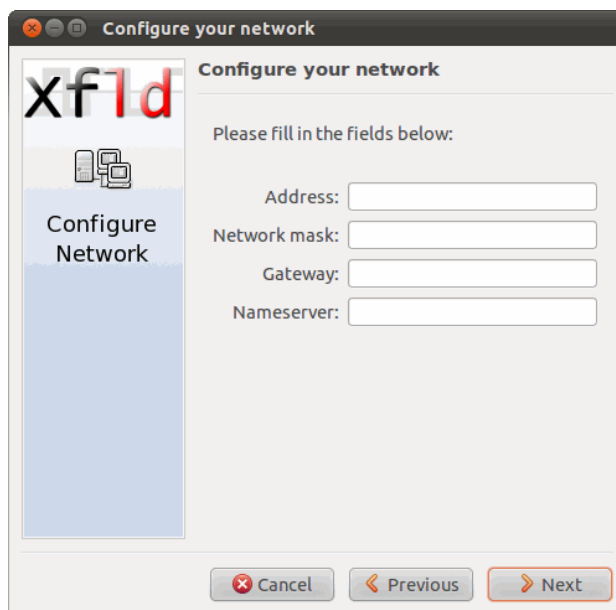 Configure your network
xfld
Configure
Network
Configure your network
Please fill in the fields below:
Address:
Network mask:
Gateway:
Nameserver:
Cancel
Previous
Next